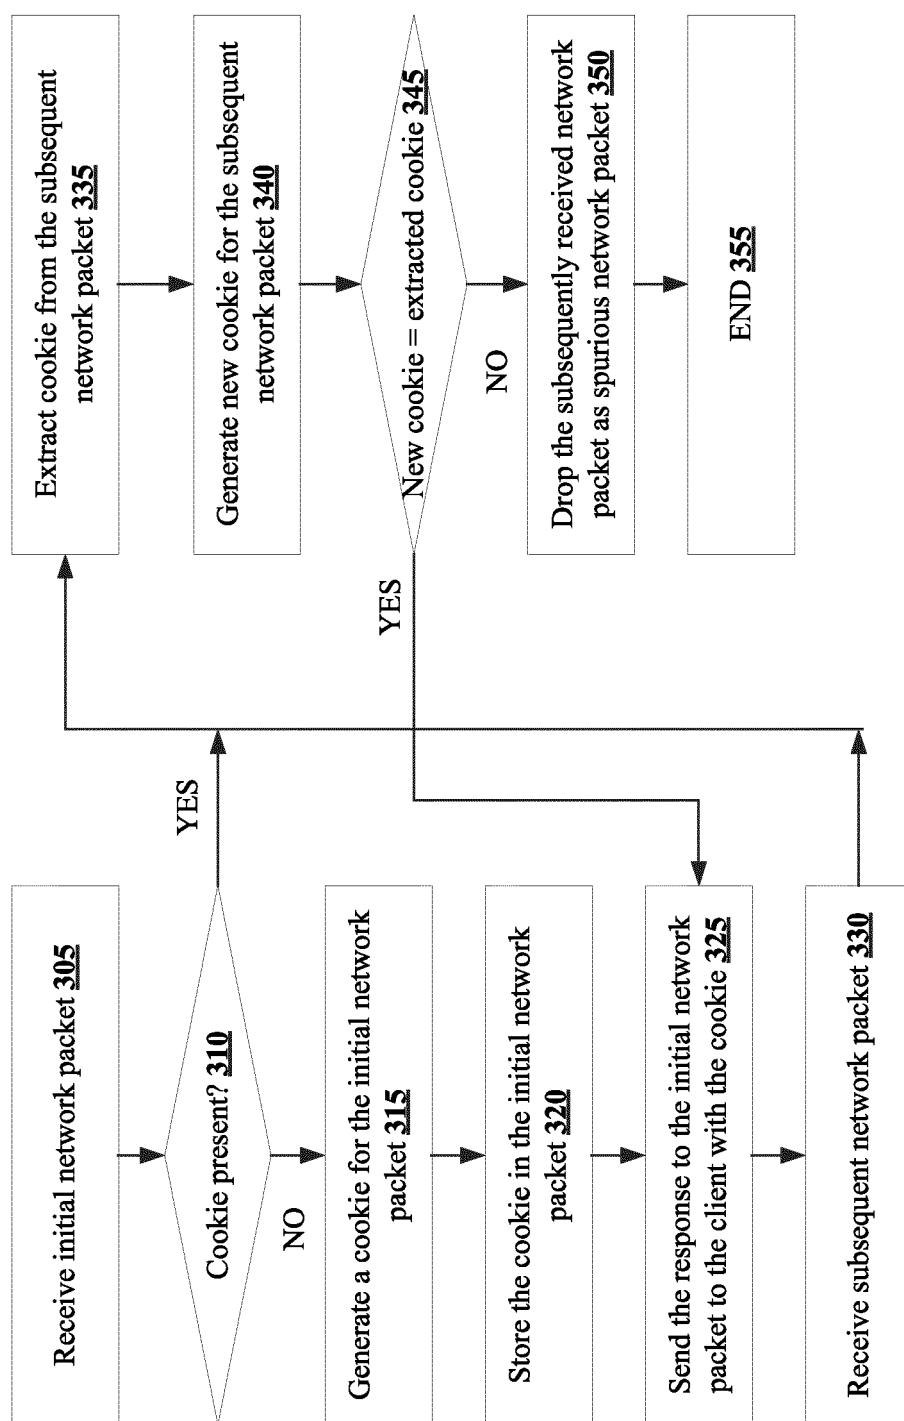 Receive initial network packet 305
Cookie present? 310
YES
NO
Generate a cookie for the initial network
packet 315
Store the cookie in the initial network
packet 320
Send the response to the initial network
packet to the client with the cookie 325
Receive subsequent network packet 330
Extract cookie from the subsequent
network packet 335
Generate new cookie for the subsequent
network packet 340
New cookie = extracted cookie 345
YES
NO
Drop the subsequently received network
packet as spurious network packet 350
END 355